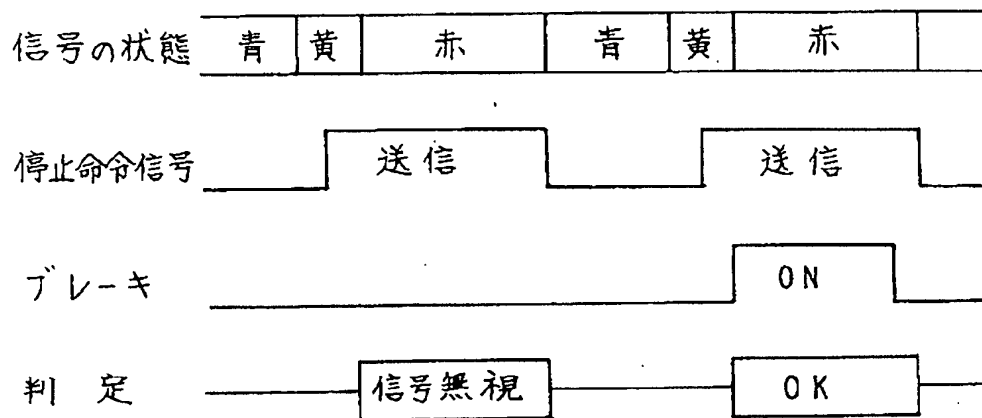 信号の状態 青 黄 赤 青 黄 赤
停止命令信号 送信 送信
ブレーキ ON
判定 信号無視 OK